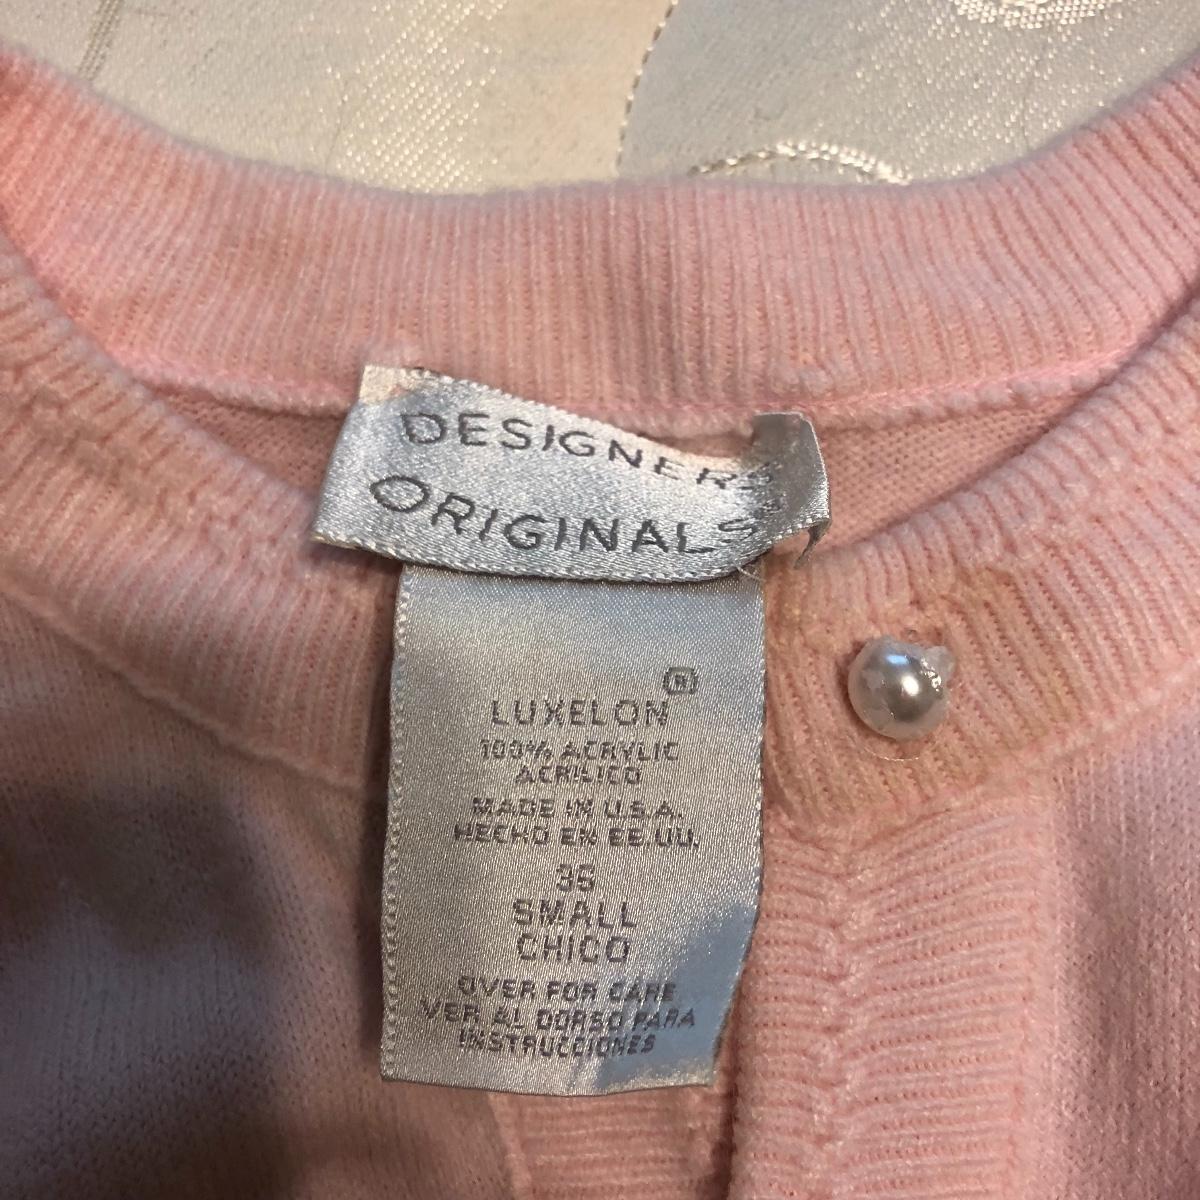 DESIGNERS
ORIGINALS
®
LUXELON
100% ACRYLIC
ACRILICO
MADE IN U.S.A.
HECHO EN EE.UU.
36
SMALL
CHICO
OVER FOR CARE
VER AL DORSO PARA
INSTRUCCIONES